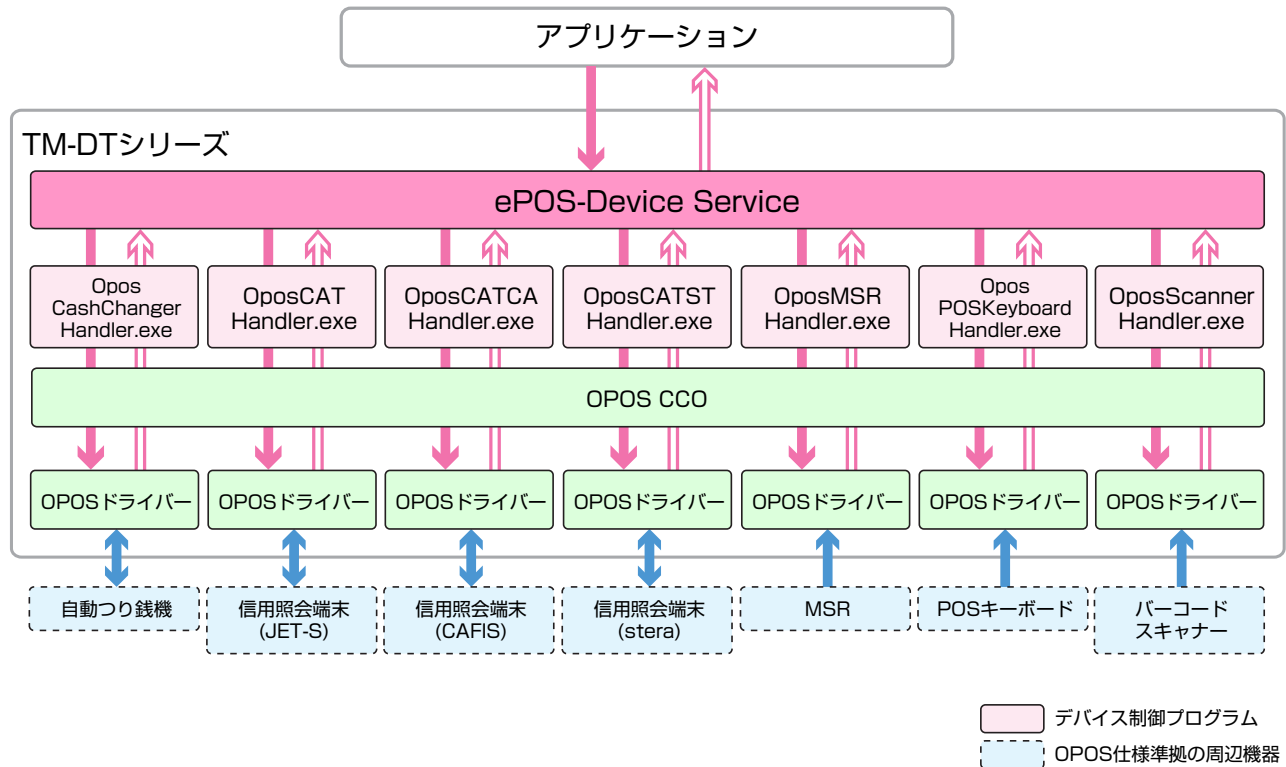 アプリケーション
TM-DTシリーズ
ePOS-Device Service
Opos
CashChanger
Handler.exe
OposCAT
Handler.exe
OposCATCA
Handler.exe
OposCATST
Handler.exe
OposMSR
Handler.exe
Opos
POSKeyboard
Handler.exe
OposScanner
Handler.exe
OPOS CCO
OPOSドライバー
OPOSドライバー
OPOSドライバー
OPOSドライバー
OPOSドライバー
OPOSドライバー
OPOSドライバー
自動つり銭機
信用照会端末
(JET-S)
信用照会端末
(CAFIS)
信用照会端末
(stera)
MSR
POSキーボード
バーコード
スキャナー
デバイス制御プログラム
OPOS仕様準拠の周辺機器